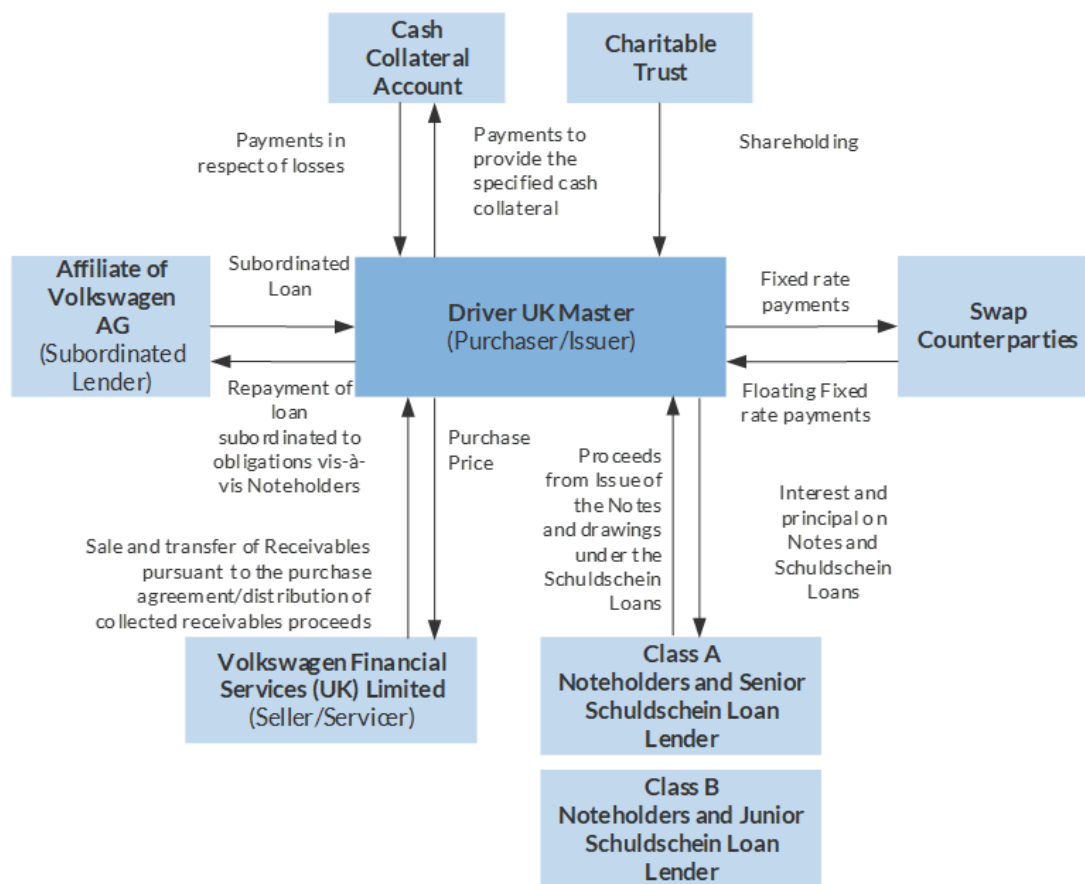 Cash
Collateral
Account
Charitable
Trust
Payments in
respect of losses
Payments to
provide the
specified cash
collateral
Shareholding
Affiliate of
Volkswagen
AG
(Subordinated
Lender)
Subordinated
Loan
Driver UK Master
(Purchaser/Issuer)
Fixed rate
payments
Swap
Counterparties
Repayment of
loan
subordinated to
obligations vis-à-
vis Noteholders
Purchase
Price
Floating Fixed
rate payments
Proceeds
from Issue of
the Notes
and drawings
under the
Schuldschein
Loans
Interest and
principal on
Notes and
Schuldschein
Loans
Sale and transfer of Receivables
pursuant to the purchase
agreement/distribution of
collected receivables proceeds
Volkswagen Financial
Services (UK) Limited
(Seller/Servicer)
Class A
Noteholders and Senior
Schuldschein Loan
Lender
Class B
Noteholders and Junior
Schuldschein Loan
Lender